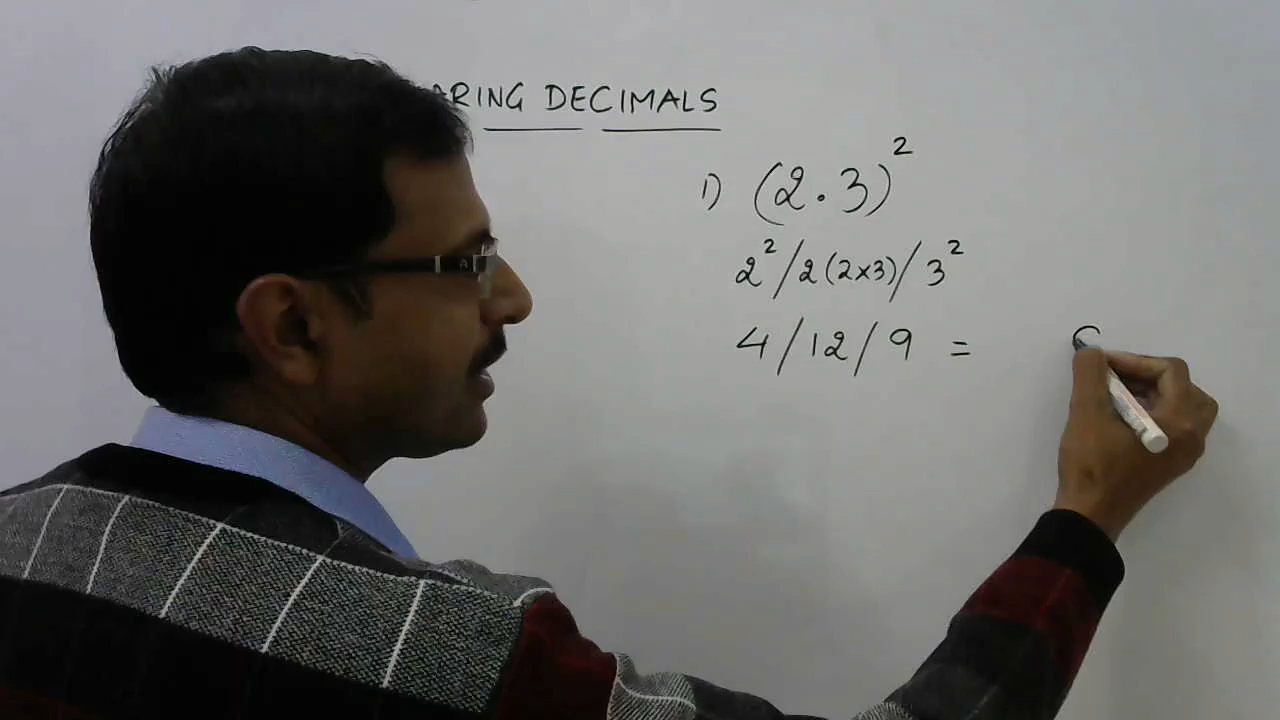 ARING DECIMALS
1) (2.3)²
2²/2(2×3)/3²
4/12/9 =